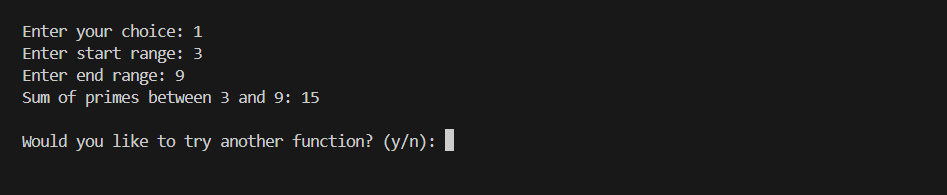 Enter your choice: 1
Enter start range: 3
Enter end range: 9
Sum of primes between 3 and 9: 15
Would you like to try another function? (y/n):